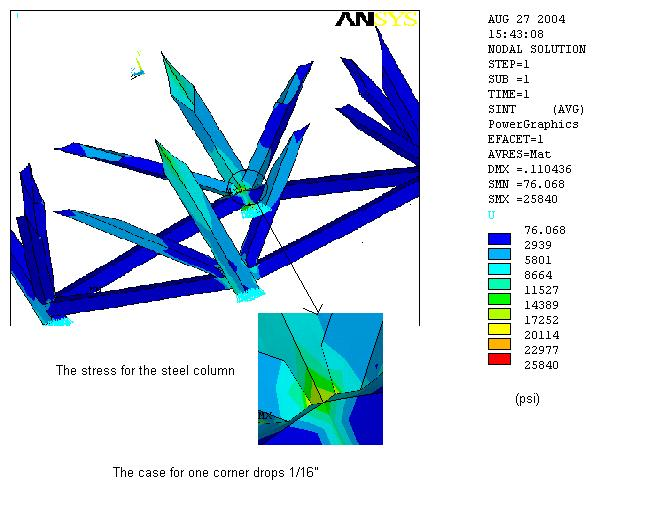 ANSYS
AUG 27 2004
15:43:08
NODAL SOLUTION
STEP=1
SUB =1
TIME=1
SINT (AVG)
PowerGraphics
EFACET=1
AVRES=Mat
DMX =.110436
SMN =76.068
SMX =25840
U
76.068
2939
5801
8664
11527
14389
17252
20114
22977
25840
(psi)
MX
The stress for the steel column
The case for one corner drops 1/16"